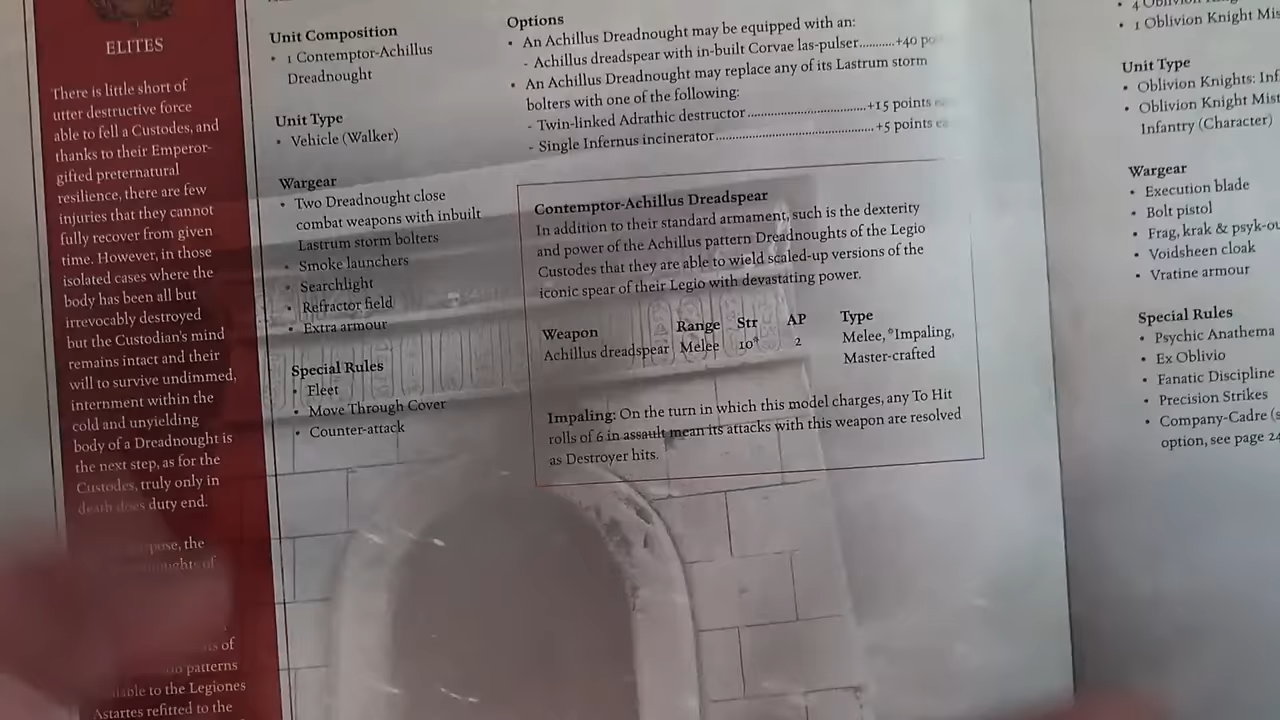 ELITES
There is little short of
utter destructive force
able to fell a Custodes, and
thanks to their Emperor-
gifted preternatural
resilience, there are few
injuries that they cannot
fully recover from given
time. However, in those
isolated cases where the
body has been all but
irrevocably destroyed
but the Custodian's mind
remains intact and their
will to survive undimmed,
internment within the
cold and unyielding
body of a Dreadnought is
the next step, as for the
Custodes, truly only in
death does duty end.
the
of
of
patterns
to the Legiones
Astartes refitted to the
Unit Composition
• 1 Contemptor-Achillus
Dreadnought
Unit Type
• Vehicle (Walker)
Wargear
• Two Dreadnought close
combat weapons with inbuilt
Lastrum storm bolters
• Smoke launchers
• Searchlight
• Refractor field
• Extra armour
Special Rules
• Fleet
• Move Through Cover
• Counter-attack
Options
• An Achillus Dreadnought may be equipped with an:
- Achillus dreadspear with in-built Corvae las-pulser...........+40
• An Achillus Dreadnought may replace any of its Lastrum storm
bolters with one of the following:
- Twin-linked Adrathic destructor..............................+15 points
- Single Infernus incinerator........................................+5 points
Contemptor-Achillus Dreadspear
In addition to their standard armament, such is the dexterity
and power of the Achillus pattern Dreadnoughts of the Legio
Custodes that they are able to wield scaled-up versions of the
iconic spear of their Legio with devastating power.
Weapon Range Str AP Type
Achillus dreadspear Melee 10* 2 Melee, *Impaling,
Master-crafted
Impaling: On the turn in which this model charges, any To Hit
rolls of 6 in assault mean its attacks with this weapon are resolved
as Destroyer hits.
• 4
• 1 Oblivion Knight
Unit Type
• Oblivion Knights:
• Oblivion Knight
Infantry (Character)
Wargear
• Execution blade
• Bolt pistol
• Frag, krak &
• Voidsheen cloak
• Vratine armour
Special Rules
• Psychic Anathema
• Ex Oblivio
• Fanatic Discipline
• Precision Strikes
• Company-Cadre
option, see page